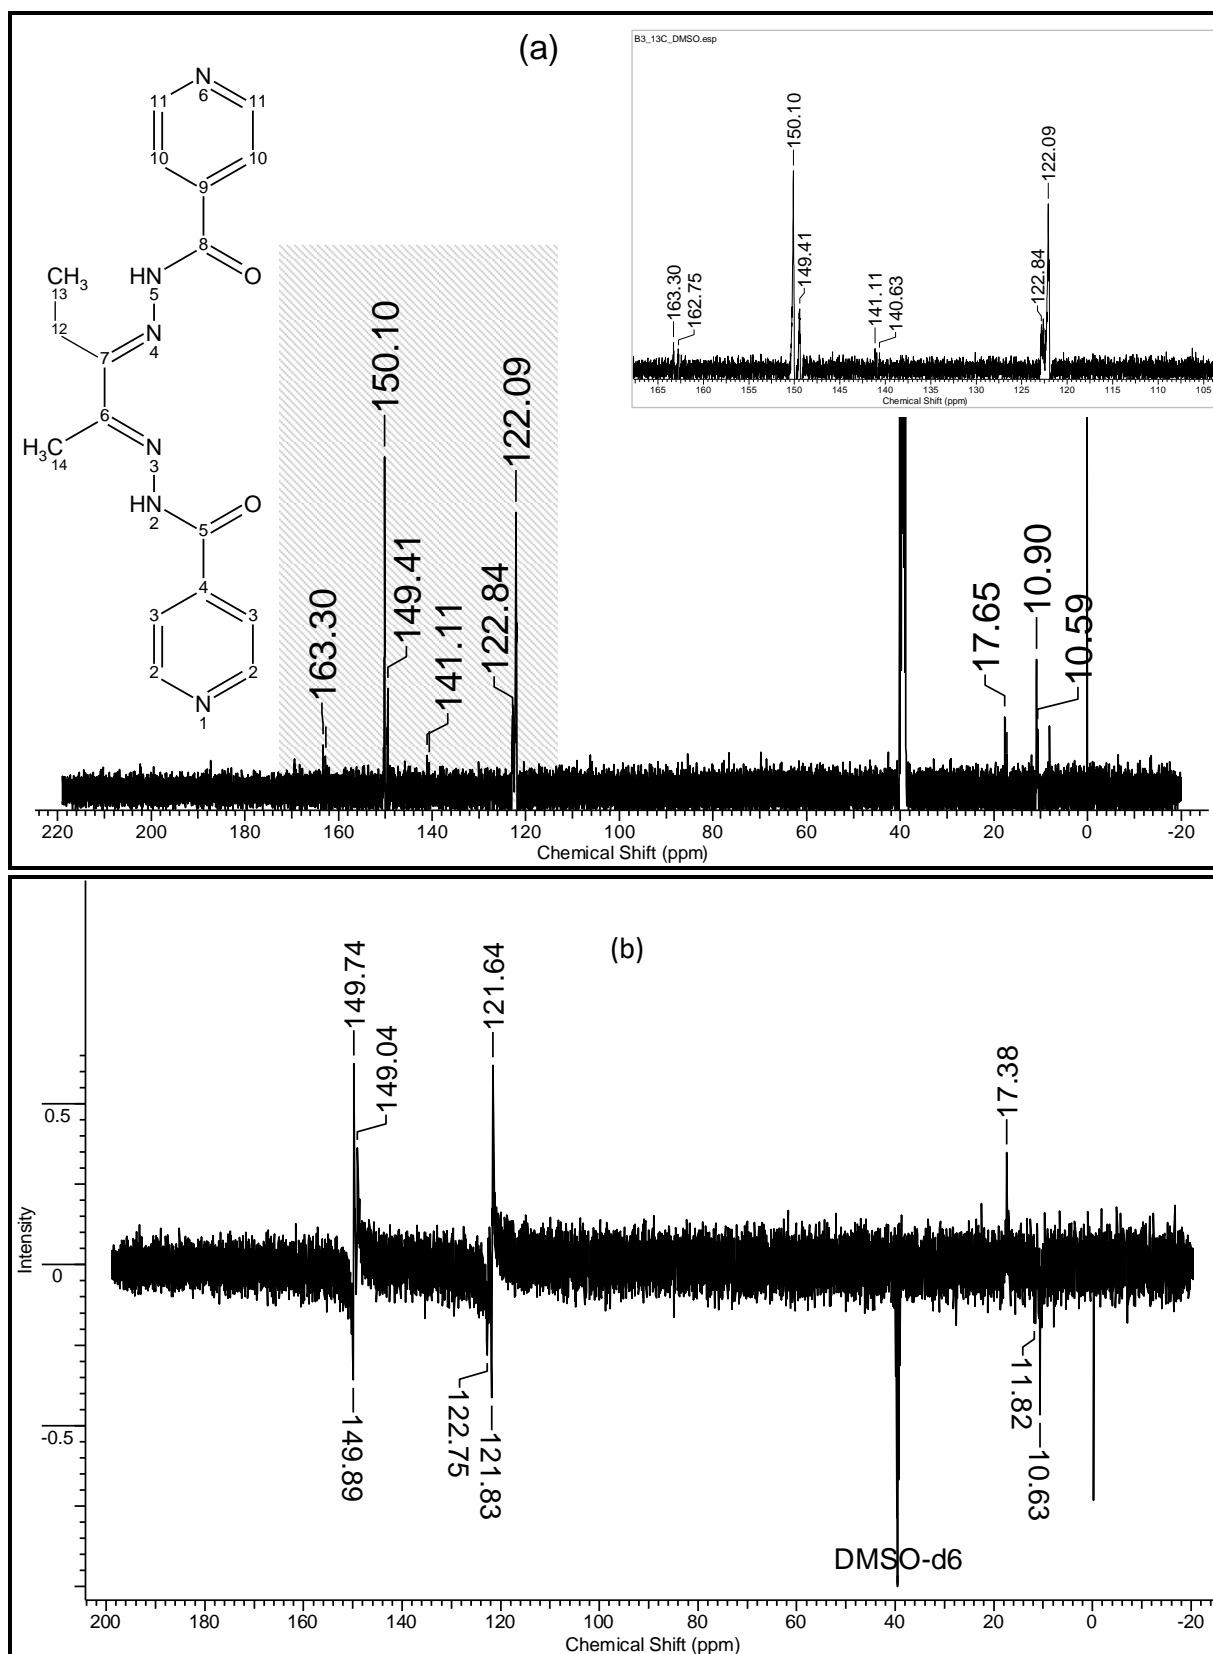 (a)
B3_13C_DMSO.esp
150.10
122.09
149.41
122.84
163.30
162.75
141.11
140.63
165 160 155 150 145 140 135 130 125 120 115 110 105
Chemical Shift (ppm)
N
6
11 11
10 10
9
8
HN O
5
CH3
13
12 N
4
7
6
N
H3C 3
14
HN O
2 5
4
3 3
2 2
N
1
163.30
150.10
149.41
141.11
122.84
122.09
17.65
10.90
10.59
220 200 180 160 140 120 100 80 60 40 20 0 -20
Chemical Shift (ppm)
(b)
149.74
149.04
121.64
17.38
0.5
Intensity
0
-0.5
149.89
122.75
121.83
11.82
10.63
DMSO-d6
200 180 160 140 120 100 80 60 40 20 0 -20
Chemical Shift (ppm)